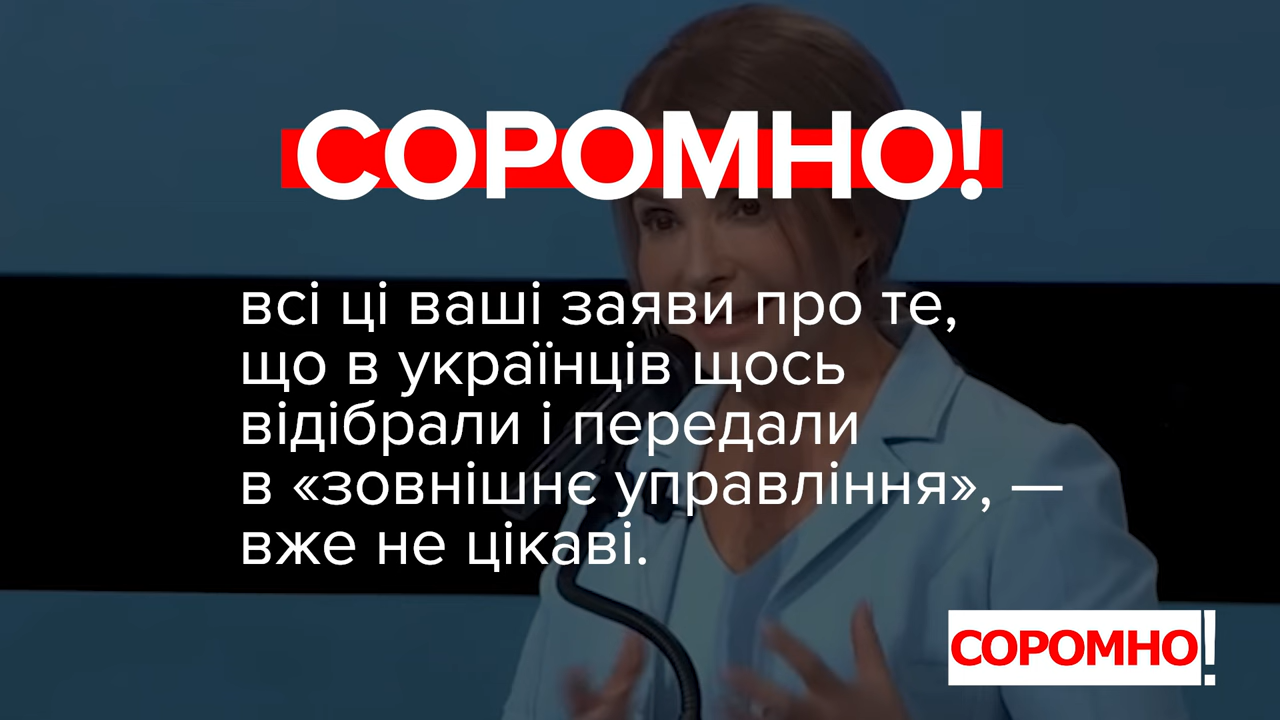 СОРОМНО!
всі ці ваші заяви про те,
що в українців щось
відібрали і передали
в «зовнішнє управління», —
вже не цікаві.
СОРОМНО!